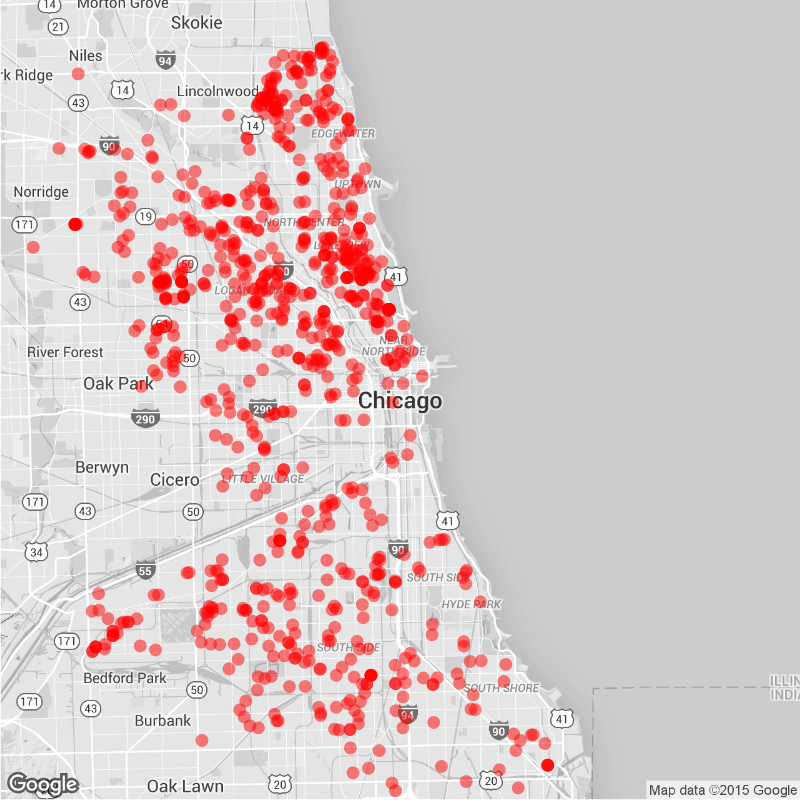 14
Morton Grove
21
Skokie
94
Niles
rk Ridge
14
Lincolnwood
43
14
EDGEWATER
90
UPTOWN
Norridge
19
171
NORTH CENTER
LAKEVIEW
50
90
41
LOGAN SQUARE
43
64
NEAR
NORTH SIDE
River Forest
50
Oak Park
290
290
Chicago
Berwyn
Cicero
LITTLE VILLAGE
171
43
50
41
34
90
55
SOUTH SIDE
HYDE PARK
171
SOUTH SIDE
Bedford Park
ILLIN
INDIA
50
SOUTH SHORE
171
43
94
41
Burbank
90
Google
Oak Lawn
20
20
Map data ©2015 Google